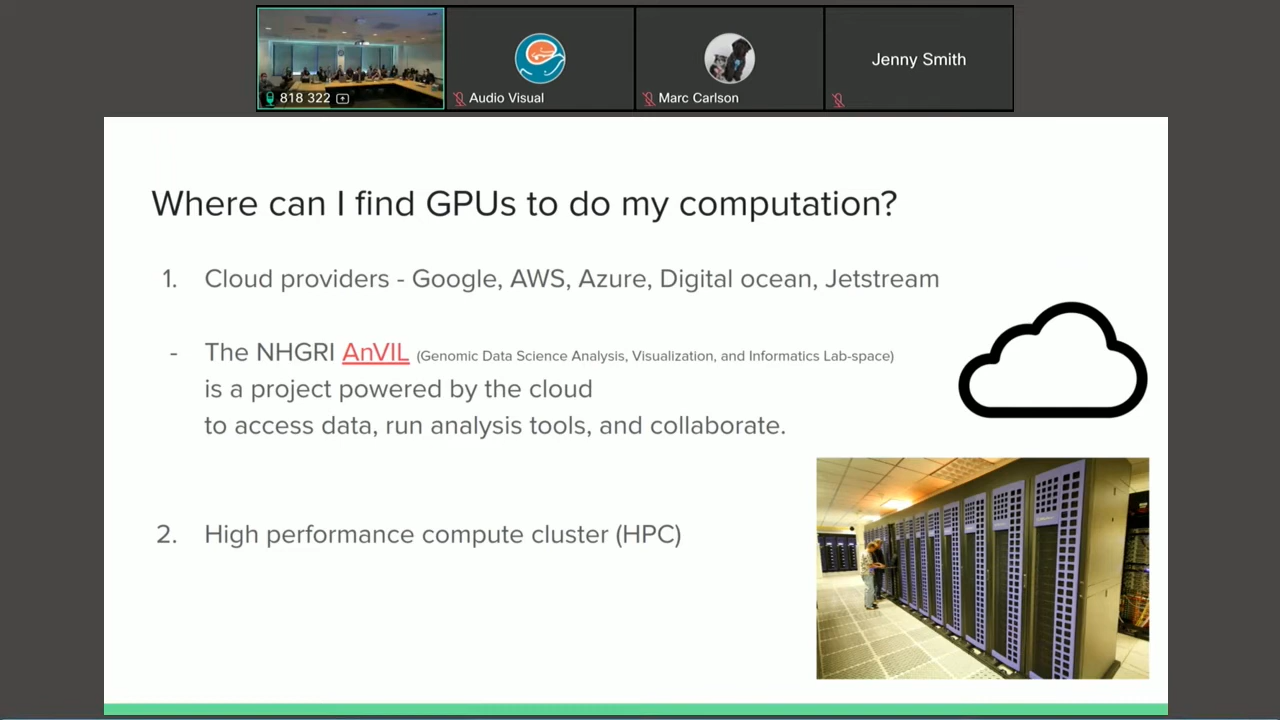 818 322
Audio Visual
Marc Carlson
Jenny Smith
Where can I find GPUs to do my computation?
1. Cloud providers - Google, AWS, Azure, Digital ocean, Jetstream
- The NHGRI AnVIL (Genomic Data Science Analysis, Visualization, and Informatics Lab-space)
is a project powered by the cloud
to access data, run analysis tools, and collaborate.
2. High performance compute cluster (HPC)